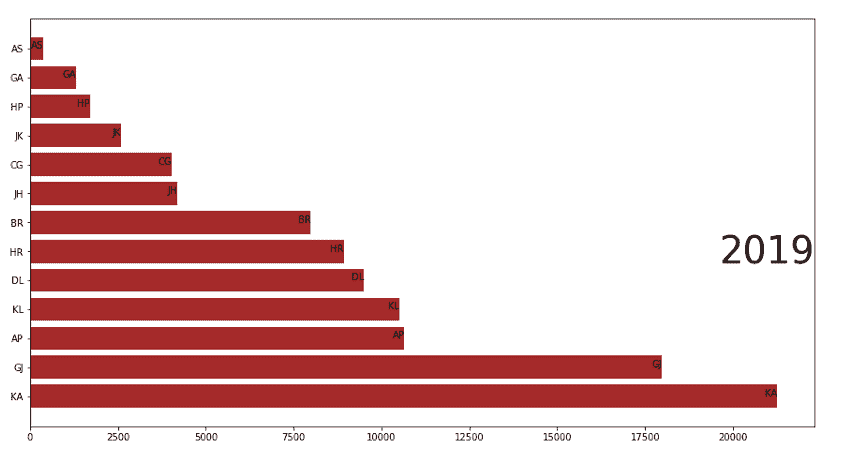 AS AS
GA GA
HP HP
JK JK
CG CG
JH JH
BR BR
HR HR
2019
DL DL
KL KL
AP AP
GJ GJ
KA KA
0 2500 5000 7500 10000 12500 15000 17500 20000